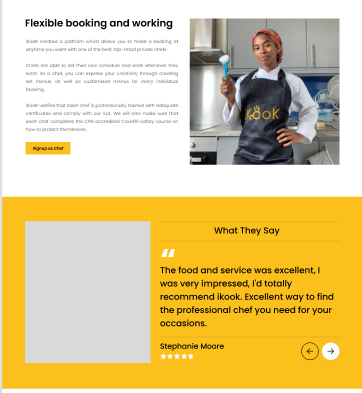 Flexible booking and working
ikook created a platform which allows you to make a booking at
anytime you want with one of the best, top-rated private chefs.
Chefs are able to set their own schedule and work whenever they
want. As a chef, you can express your creativity through creating
set menus, as well as customised menus for every individual
booking.
ikook verifies that each chef is professionally trained with adequate
certificates and comply with our SLA. We will also make sure that
each chef completes the CPD accredited Covid19 safety course on
how to protect themselves.
Signup as Chef
ikook
What They Say
“
The food and service was excellent, I
was very impressed, I'd totally
recommend ikook. Excellent way to find
the professional chef you need for your
occasions.
Stephanie Moore